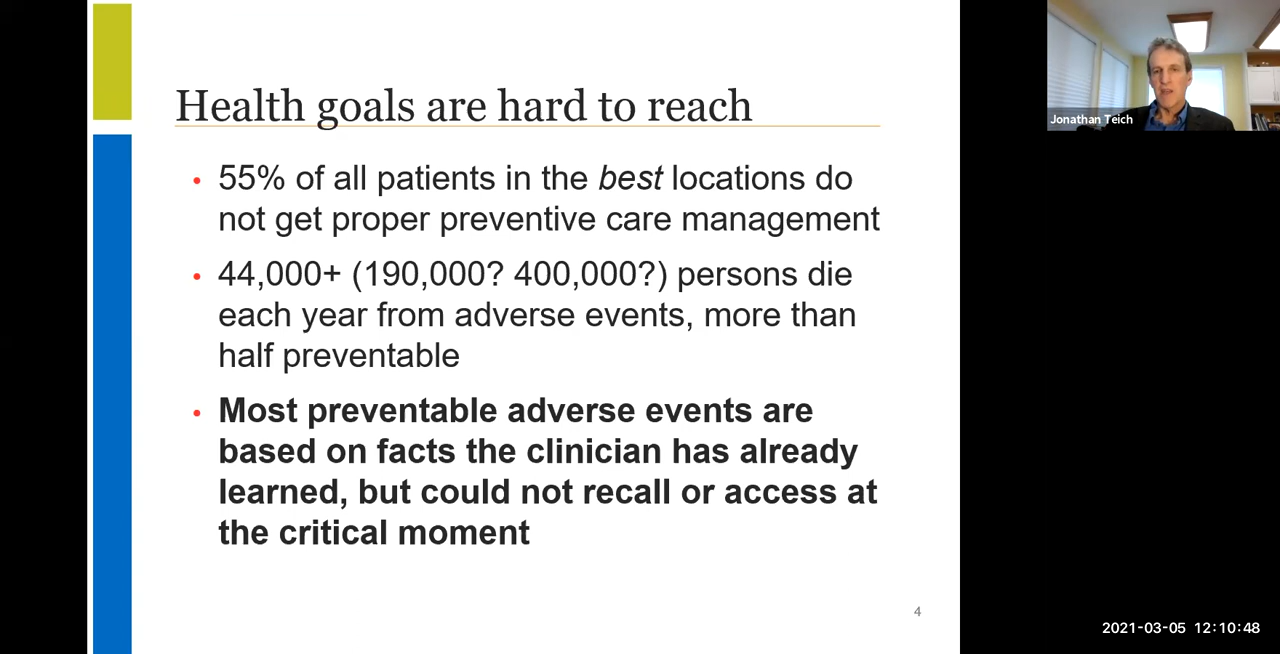 Health goals are hard to reach
• 55% of all patients in the best locations do
not get proper preventive care management
• 44,000+ (190,000? 400,000?) persons die
each year from adverse events, more than
half preventable
• Most preventable adverse events are
based on facts the clinician has already
learned, but could not recall or access at
the critical moment
4
Jonathan Teich
2021-03-05 12:10:48